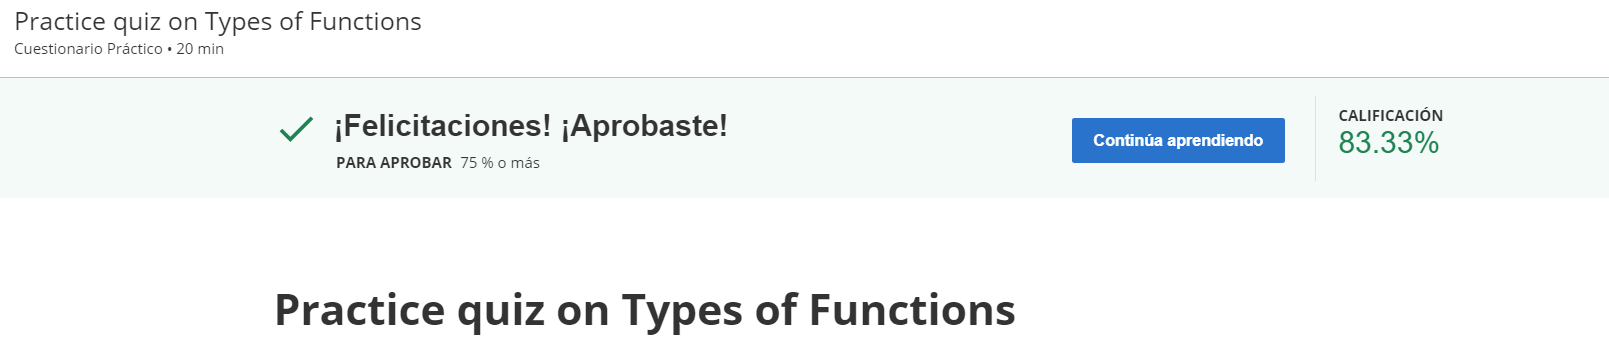 Practice quiz on Types of Functions
Cuestionario Práctico • 20 min
¡Felicitaciones! ¡Aprobaste!
PARA APROBAR 75 % o más
Continúa aprendiendo
CALIFICACIÓN
83.33%
Practice quiz on Types of Functions